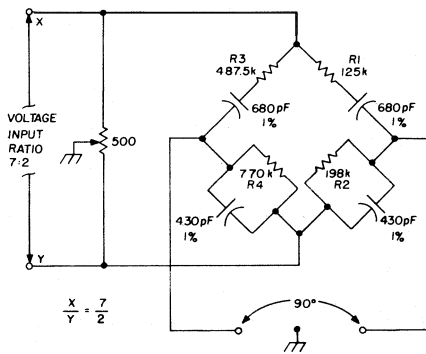 X
R3
487.5k
R1
125k
680pF
1%
680pF
1%
VOLTAGE
INPUT
RATIO
7:2
500
770k
R4
198k
R2
430pF
1%
430pF
1%
Y
X/Y = 7/2
90°